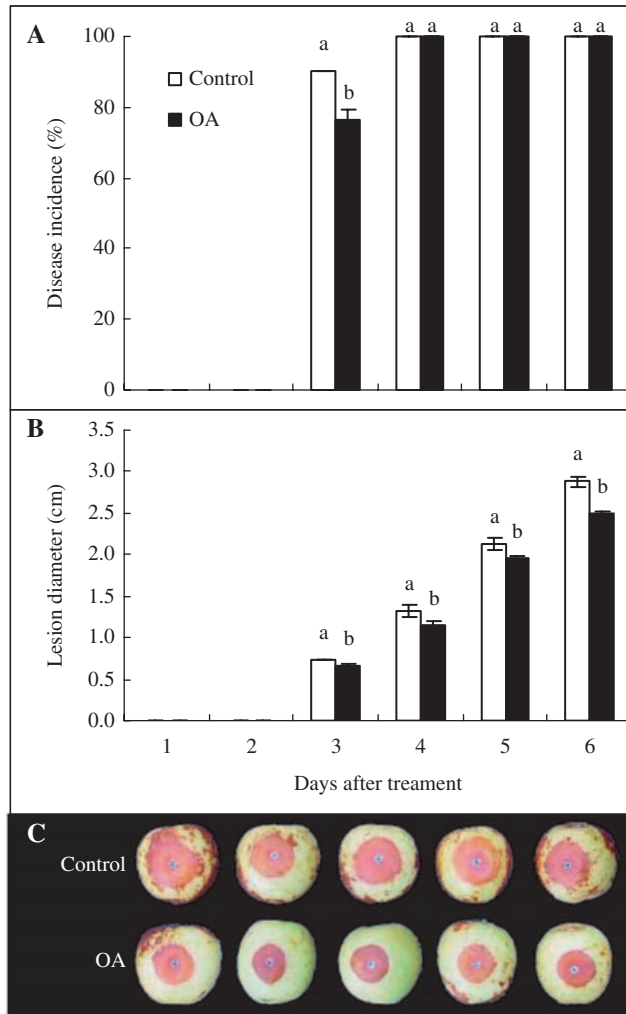 A
100
80
60
40
20
0
Disease incidence (%)
Control
OA
a
b
a a
a a
a a
B
3.5
3.0
2.5
2.0
1.5
1.0
0.5
0.0
Lesion diameter (cm)
a b
a b
a b
a b
1 2 3 4 5 6
Days after treament
C
Control
OA